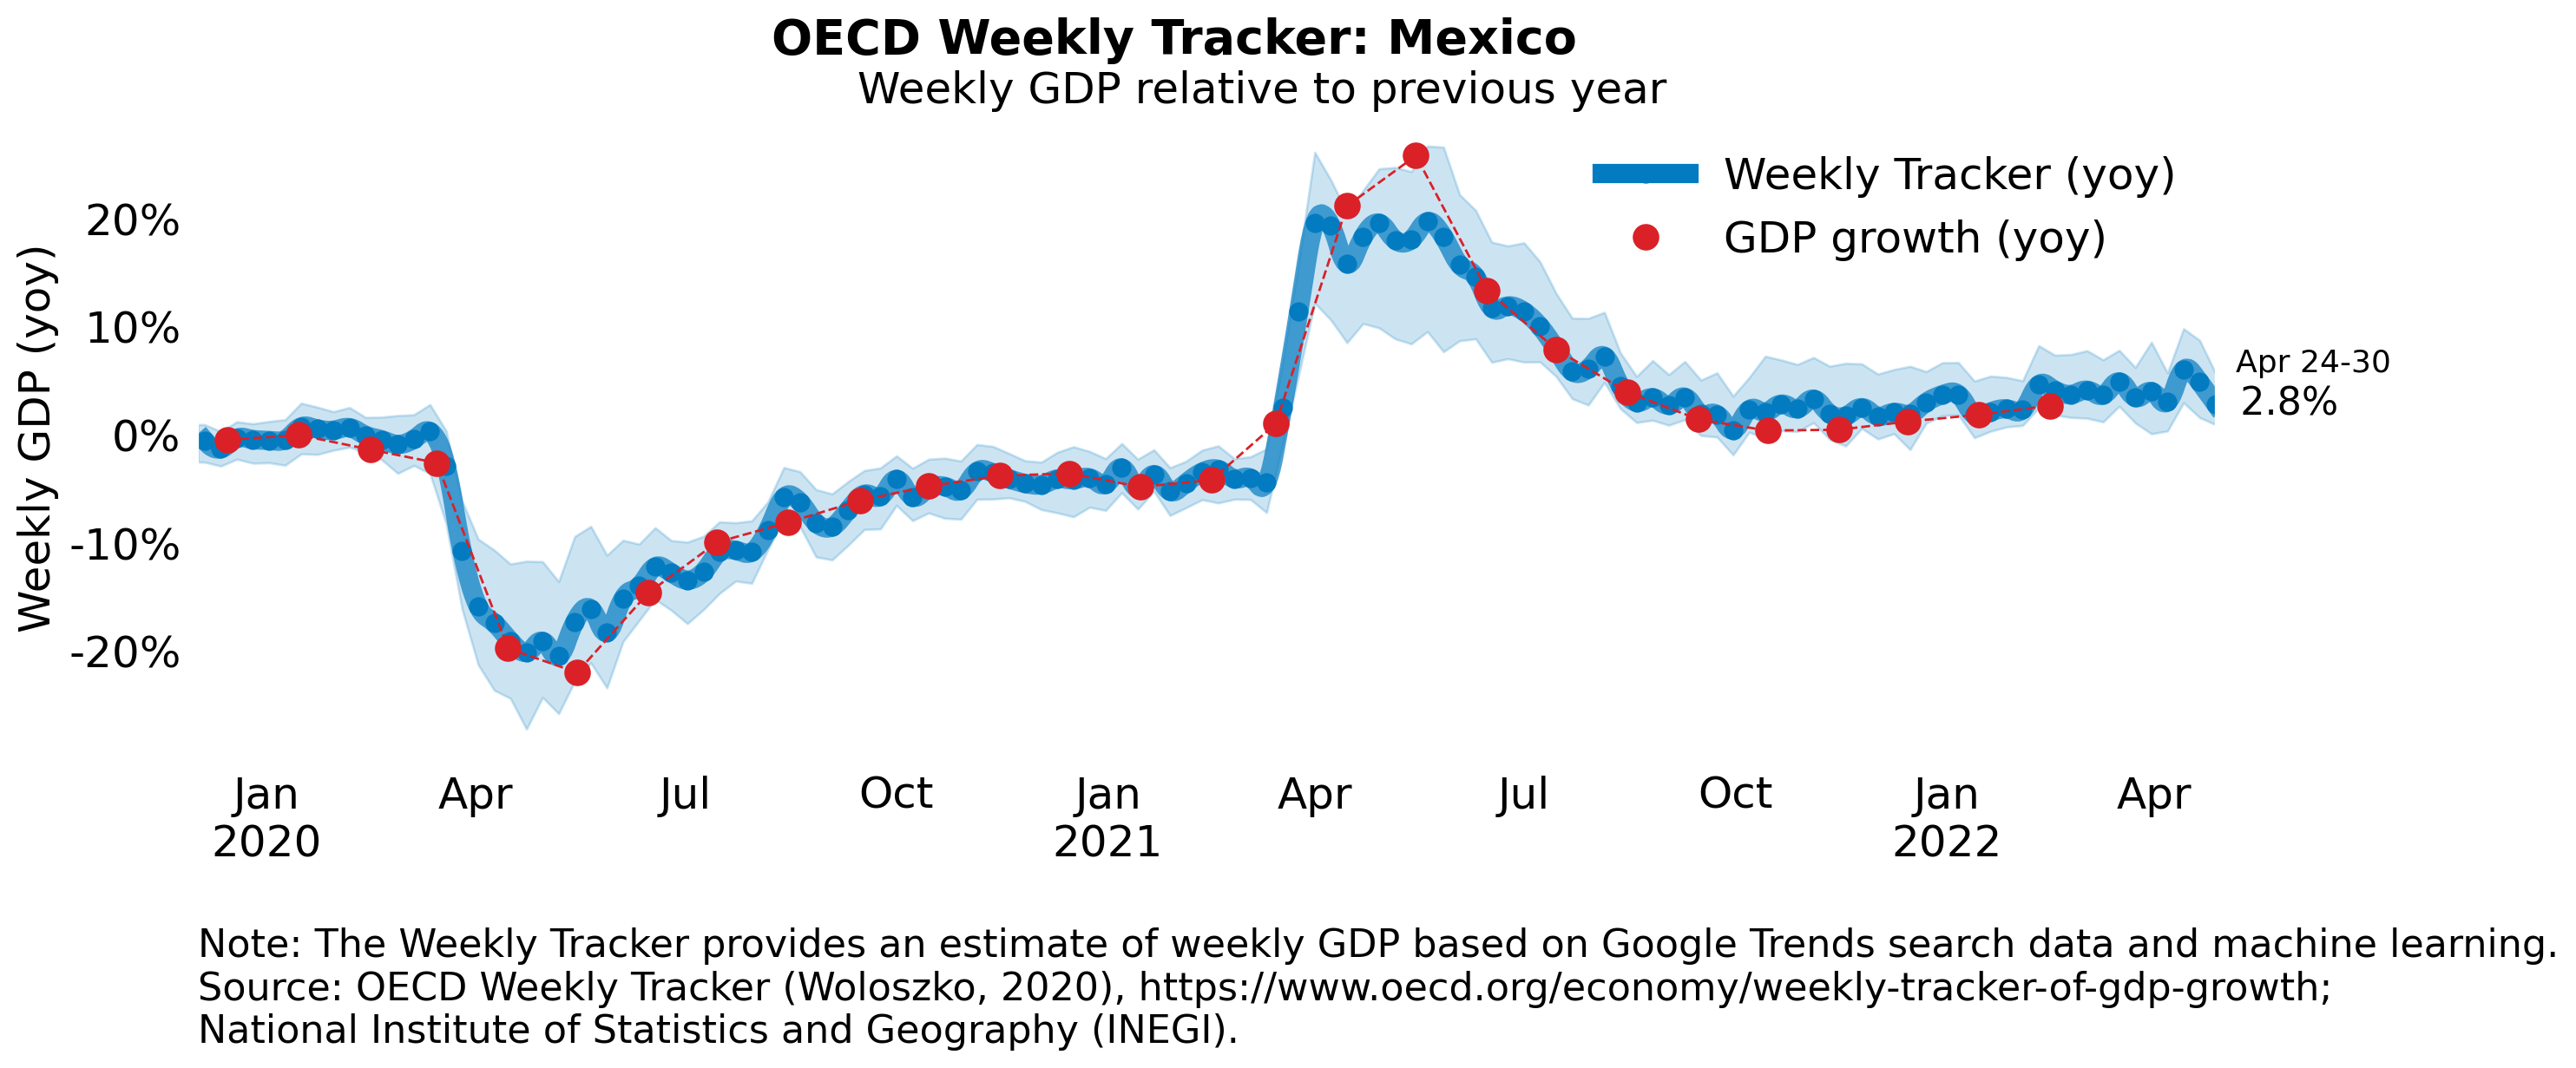 OECD Weekly Tracker: Mexico
Weekly GDP relative to previous year
Weekly Tracker (yoy)
GDP growth (yoy)
Weekly GDP (yoy)
20%
10%
0%
-10%
-20%
Apr 24-30
2.8%
Jan Apr Jul Oct Jan Apr Jul Oct Jan Apr
2020 2021 2022
Note: The Weekly Tracker provides an estimate of weekly GDP based on Google Trends search data and machine learning.
Source: OECD Weekly Tracker (Woloszko, 2020), https://www.oecd.org/economy/weekly-tracker-of-gdp-growth;
National Institute of Statistics and Geography (INEGI).